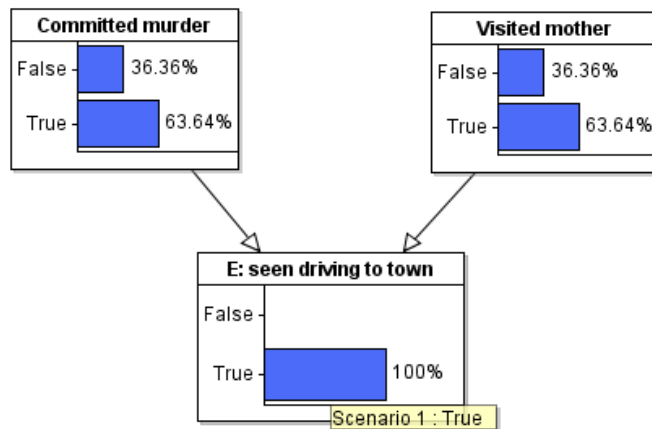 Committed murder
False 36.36%
True 63.64%
Visited mother
False 36.36%
True 63.64%
E: seen driving to town
False
True 100%
Scenario 1 : True